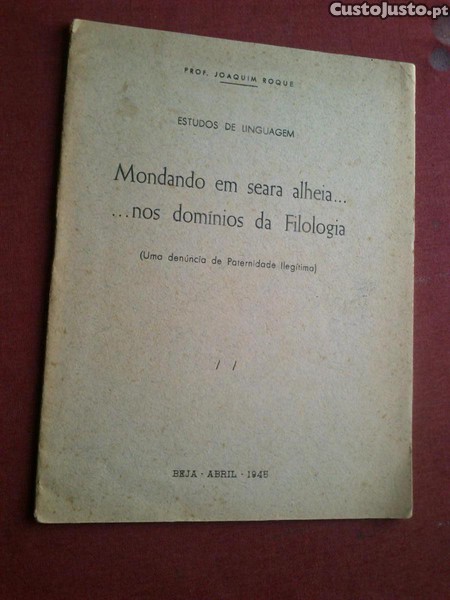 CustoJusto.pt
PROF. JOAQUIM ROQUE
ESTUDOS DE LINGUAGEM
Mondando em seara alheia...
...nos domínios da Filologia
(Uma denúncia de Paternidade Ilegítima)
/ /
BEJA · ABRIL · 1945